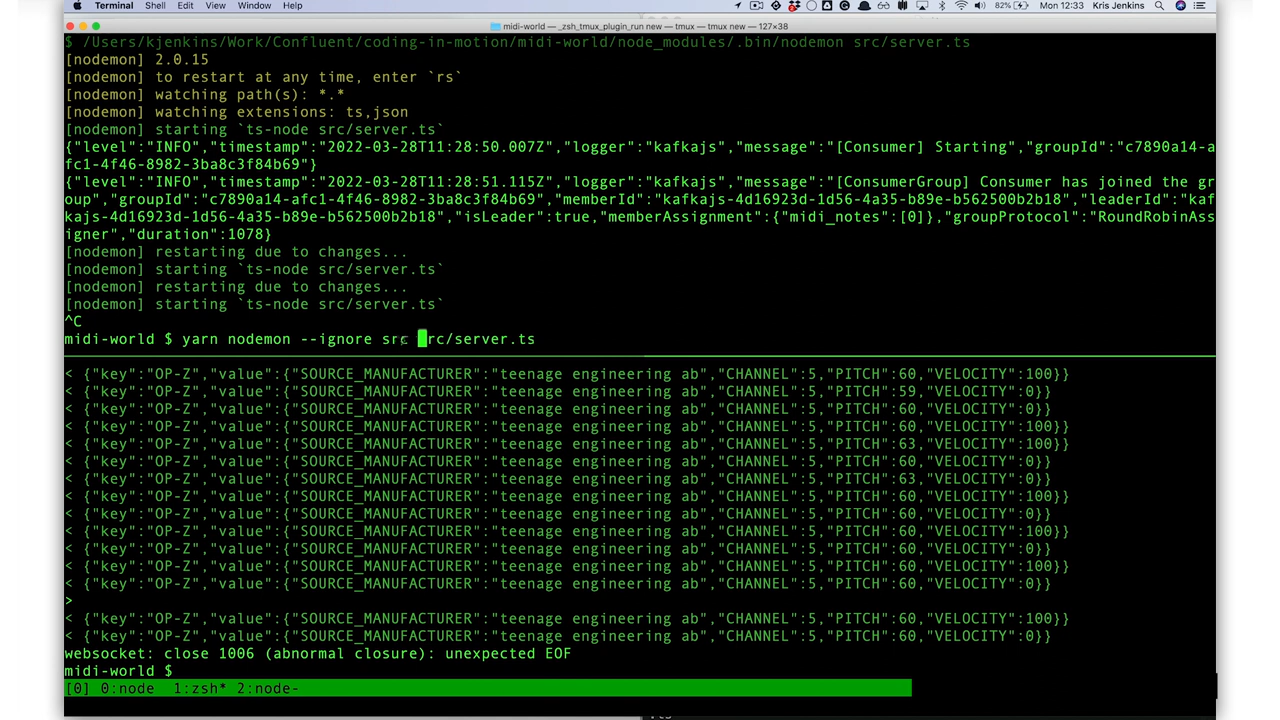 Terminal Shell Edit View Window Help 82% Mon 12:33 Kris Jenkins
midi-world — _zsh_tmux_plugin_run new — tmux — tmux new — 127×38
$ /Users/kjenkins/Work/Confluent/coding-in-motion/midi-world/node_modules/.bin/nodemon src/server.ts
[nodemon] 2.0.15
[nodemon] to restart at any time, enter `rs`
[nodemon] watching path(s): *.*
[nodemon] watching extensions: ts,json
[nodemon] starting `ts-node src/server.ts`
{"level":"INFO","timestamp":"2022-03-28T11:28:50.007Z","logger":"kafkajs","message":"[Consumer] Starting","groupId":"c7890a14-a
fc1-4f46-8982-3ba8c3f84b69"}
{"level":"INFO","timestamp":"2022-03-28T11:28:51.115Z","logger":"kafkajs","message":"[ConsumerGroup] Consumer has joined the gr
oup","groupId":"c7890a14-afc1-4f46-8982-3ba8c3f84b69","memberId":"kafkajs-4d16923d-1d56-4a35-b89e-b562500b2b18","leaderId":"kaf
kajs-4d16923d-1d56-4a35-b89e-b562500b2b18","isLeader":true,"memberAssignment":{"midi_notes":[0]},"groupProtocol":"RoundRobinAss
igner","duration":1078}
[nodemon] restarting due to changes...
[nodemon] starting `ts-node src/server.ts`
[nodemon] restarting due to changes...
[nodemon] starting `ts-node src/server.ts`
^C
midi-world $ yarn nodemon --ignore src src/server.ts
< {"key":"OP-Z","value":{"SOURCE_MANUFACTURER":"teenage engineering ab","CHANNEL":5,"PITCH":60,"VELOCITY":100}}
< {"key":"OP-Z","value":{"SOURCE_MANUFACTURER":"teenage engineering ab","CHANNEL":5,"PITCH":59,"VELOCITY":0}}
< {"key":"OP-Z","value":{"SOURCE_MANUFACTURER":"teenage engineering ab","CHANNEL":5,"PITCH":60,"VELOCITY":0}}
< {"key":"OP-Z","value":{"SOURCE_MANUFACTURER":"teenage engineering ab","CHANNEL":5,"PITCH":60,"VELOCITY":100}}
< {"key":"OP-Z","value":{"SOURCE_MANUFACTURER":"teenage engineering ab","CHANNEL":5,"PITCH":63,"VELOCITY":100}}
< {"key":"OP-Z","value":{"SOURCE_MANUFACTURER":"teenage engineering ab","CHANNEL":5,"PITCH":60,"VELOCITY":0}}
< {"key":"OP-Z","value":{"SOURCE_MANUFACTURER":"teenage engineering ab","CHANNEL":5,"PITCH":63,"VELOCITY":0}}
< {"key":"OP-Z","value":{"SOURCE_MANUFACTURER":"teenage engineering ab","CHANNEL":5,"PITCH":60,"VELOCITY":100}}
< {"key":"OP-Z","value":{"SOURCE_MANUFACTURER":"teenage engineering ab","CHANNEL":5,"PITCH":60,"VELOCITY":0}}
< {"key":"OP-Z","value":{"SOURCE_MANUFACTURER":"teenage engineering ab","CHANNEL":5,"PITCH":60,"VELOCITY":100}}
< {"key":"OP-Z","value":{"SOURCE_MANUFACTURER":"teenage engineering ab","CHANNEL":5,"PITCH":60,"VELOCITY":0}}
< {"key":"OP-Z","value":{"SOURCE_MANUFACTURER":"teenage engineering ab","CHANNEL":5,"PITCH":60,"VELOCITY":100}}
< {"key":"OP-Z","value":{"SOURCE_MANUFACTURER":"teenage engineering ab","CHANNEL":5,"PITCH":60,"VELOCITY":0}}
>
< {"key":"OP-Z","value":{"SOURCE_MANUFACTURER":"teenage engineering ab","CHANNEL":5,"PITCH":60,"VELOCITY":100}}
< {"key":"OP-Z","value":{"SOURCE_MANUFACTURER":"teenage engineering ab","CHANNEL":5,"PITCH":60,"VELOCITY":0}}
websocket: close 1006 (abnormal closure): unexpected EOF
midi-world $
[0] 0:node 1:zsh* 2:node-